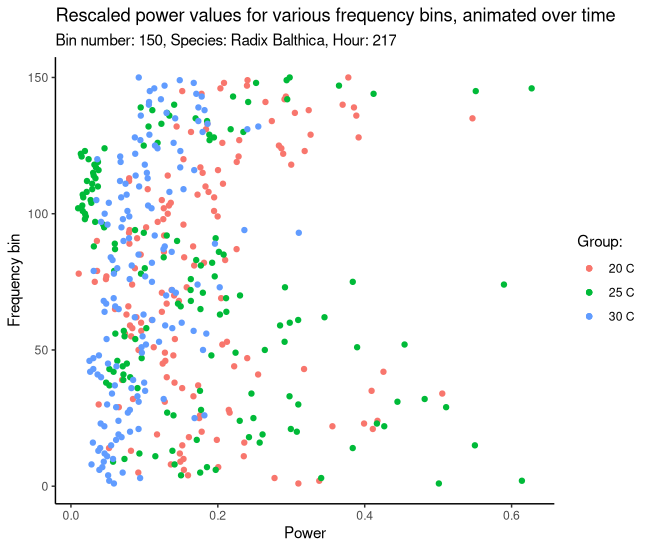 Rescaled power values for various frequency bins, animated over time
Bin number: 150, Species: Radix Balthica, Hour: 217
150
100
50
0
Frequency bin
0.0 0.2 0.4 0.6
Power
Group:
20 C
25 C
30 C